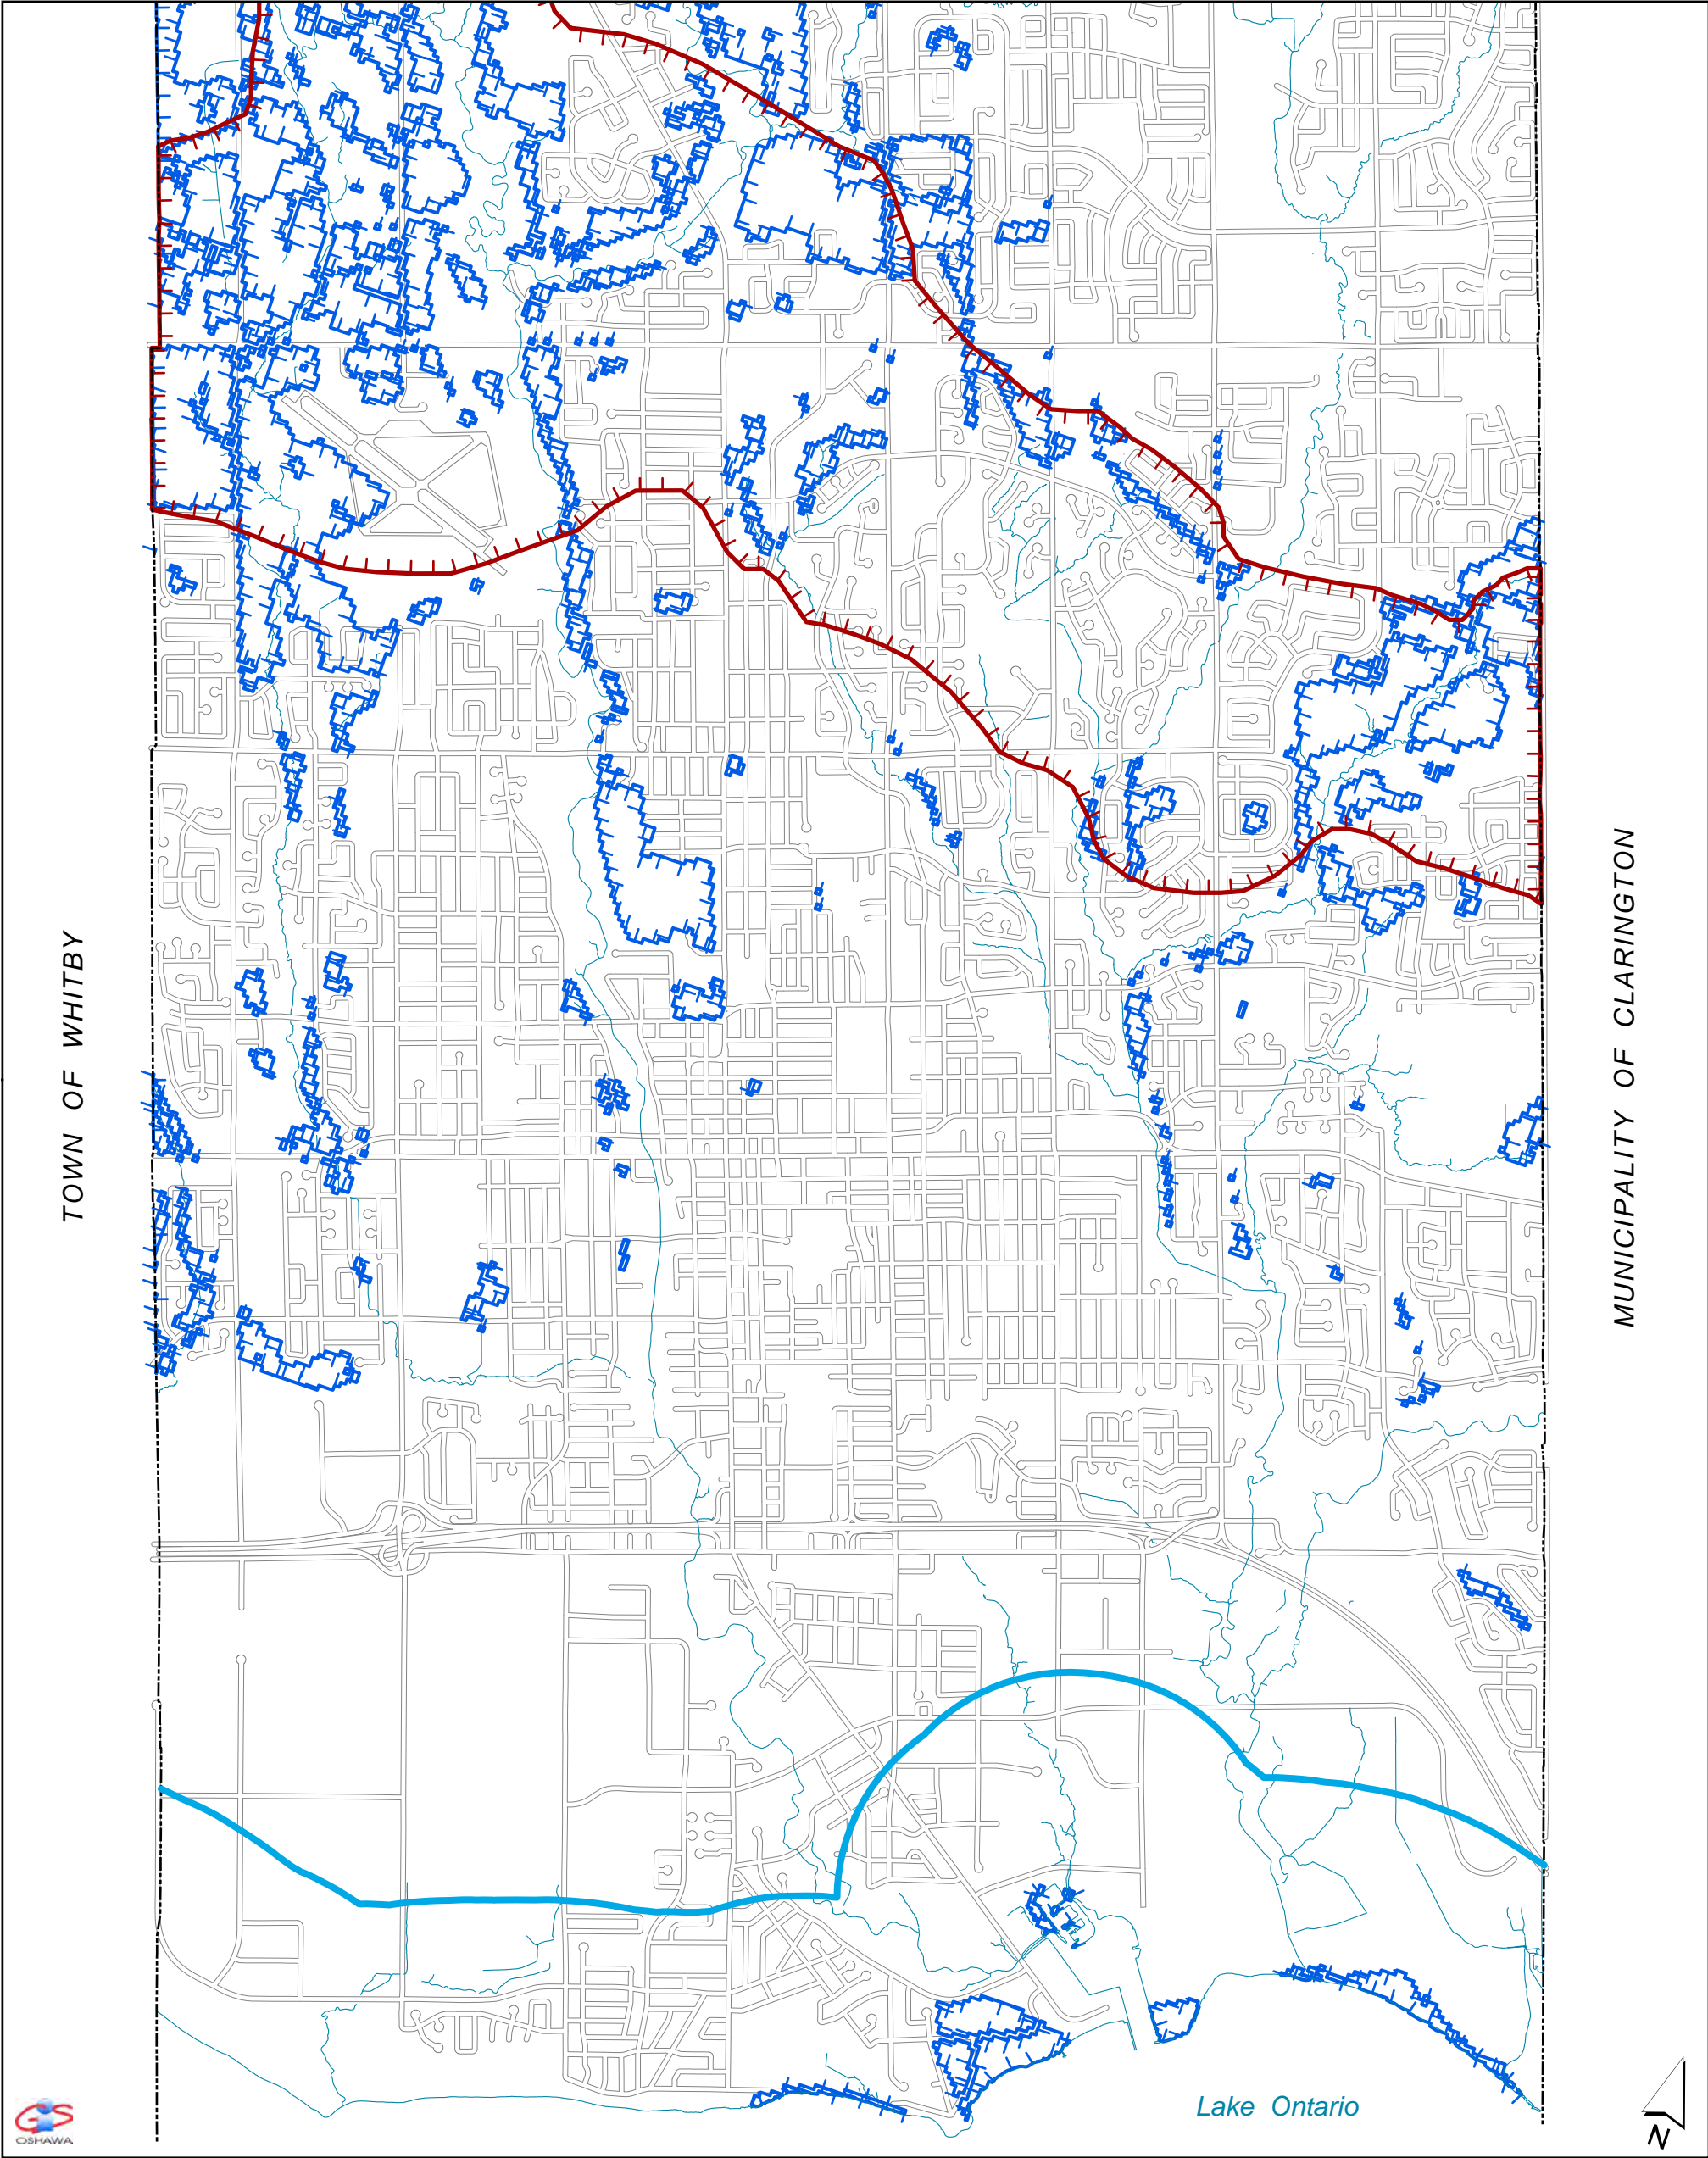 TOWN OF WHITBY
MUNICIPALITY OF CLARINGTON
Lake Ontario
GIS
OSHAWA
N